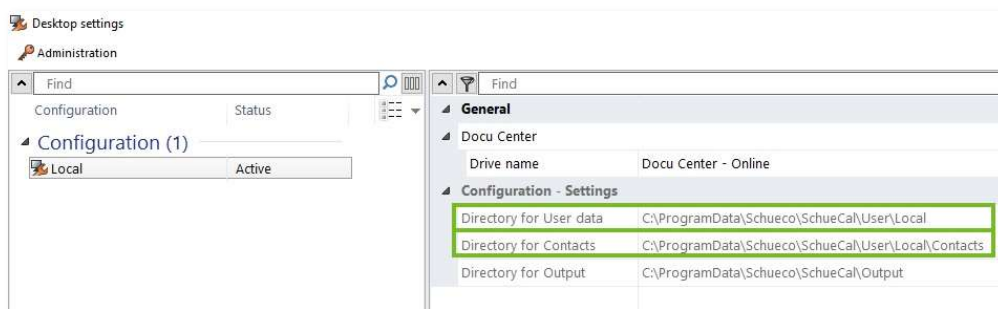 Desktop settings
Administration
Find
Configuration Status
Configuration (1)
Local Active
Find
General
Docu Center
Drive name Docu Center - Online
Configuration - Settings
Directory for User data C:\ProgramData\Schueco\SchueCal\User\Local
Directory for Contacts C:\ProgramData\Schueco\SchueCal\User\Local\Contacts
Directory for Output C:\ProgramData\Schueco\SchueCal\Output